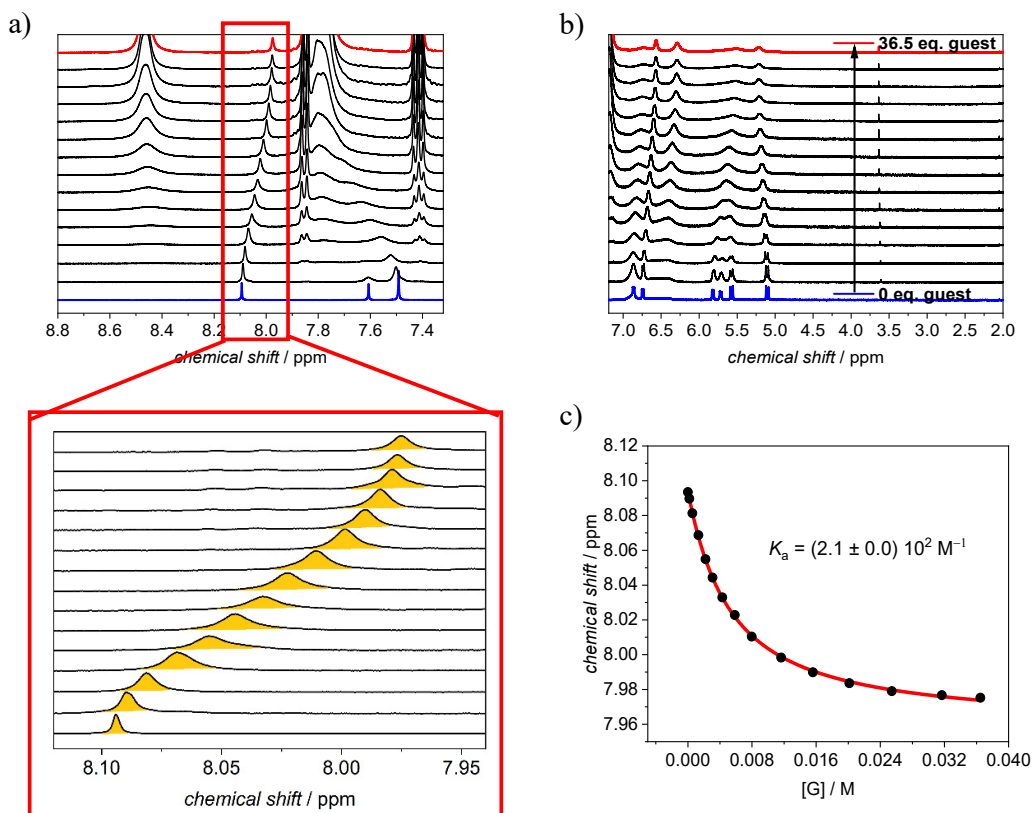 a)
8.8 8.6 8.4 8.2 8.0 7.8 7.6 7.4
chemical shift / ppm
b)
36.5 eq. guest
0 eq. guest
7.0 6.5 6.0 5.5 5.0 4.5 4.0 3.5 3.0 2.5 2.0
chemical shift / ppm
8.10 8.05 8.00 7.95
chemical shift / ppm
c)
8.12
8.10
8.08
8.06
8.04
8.02
8.00
7.98
7.96
chemical shift / ppm
Ka = (2.1 ± 0.0) 10² M⁻¹
0.000 0.008 0.016 0.024 0.032 0.040
[G] / M